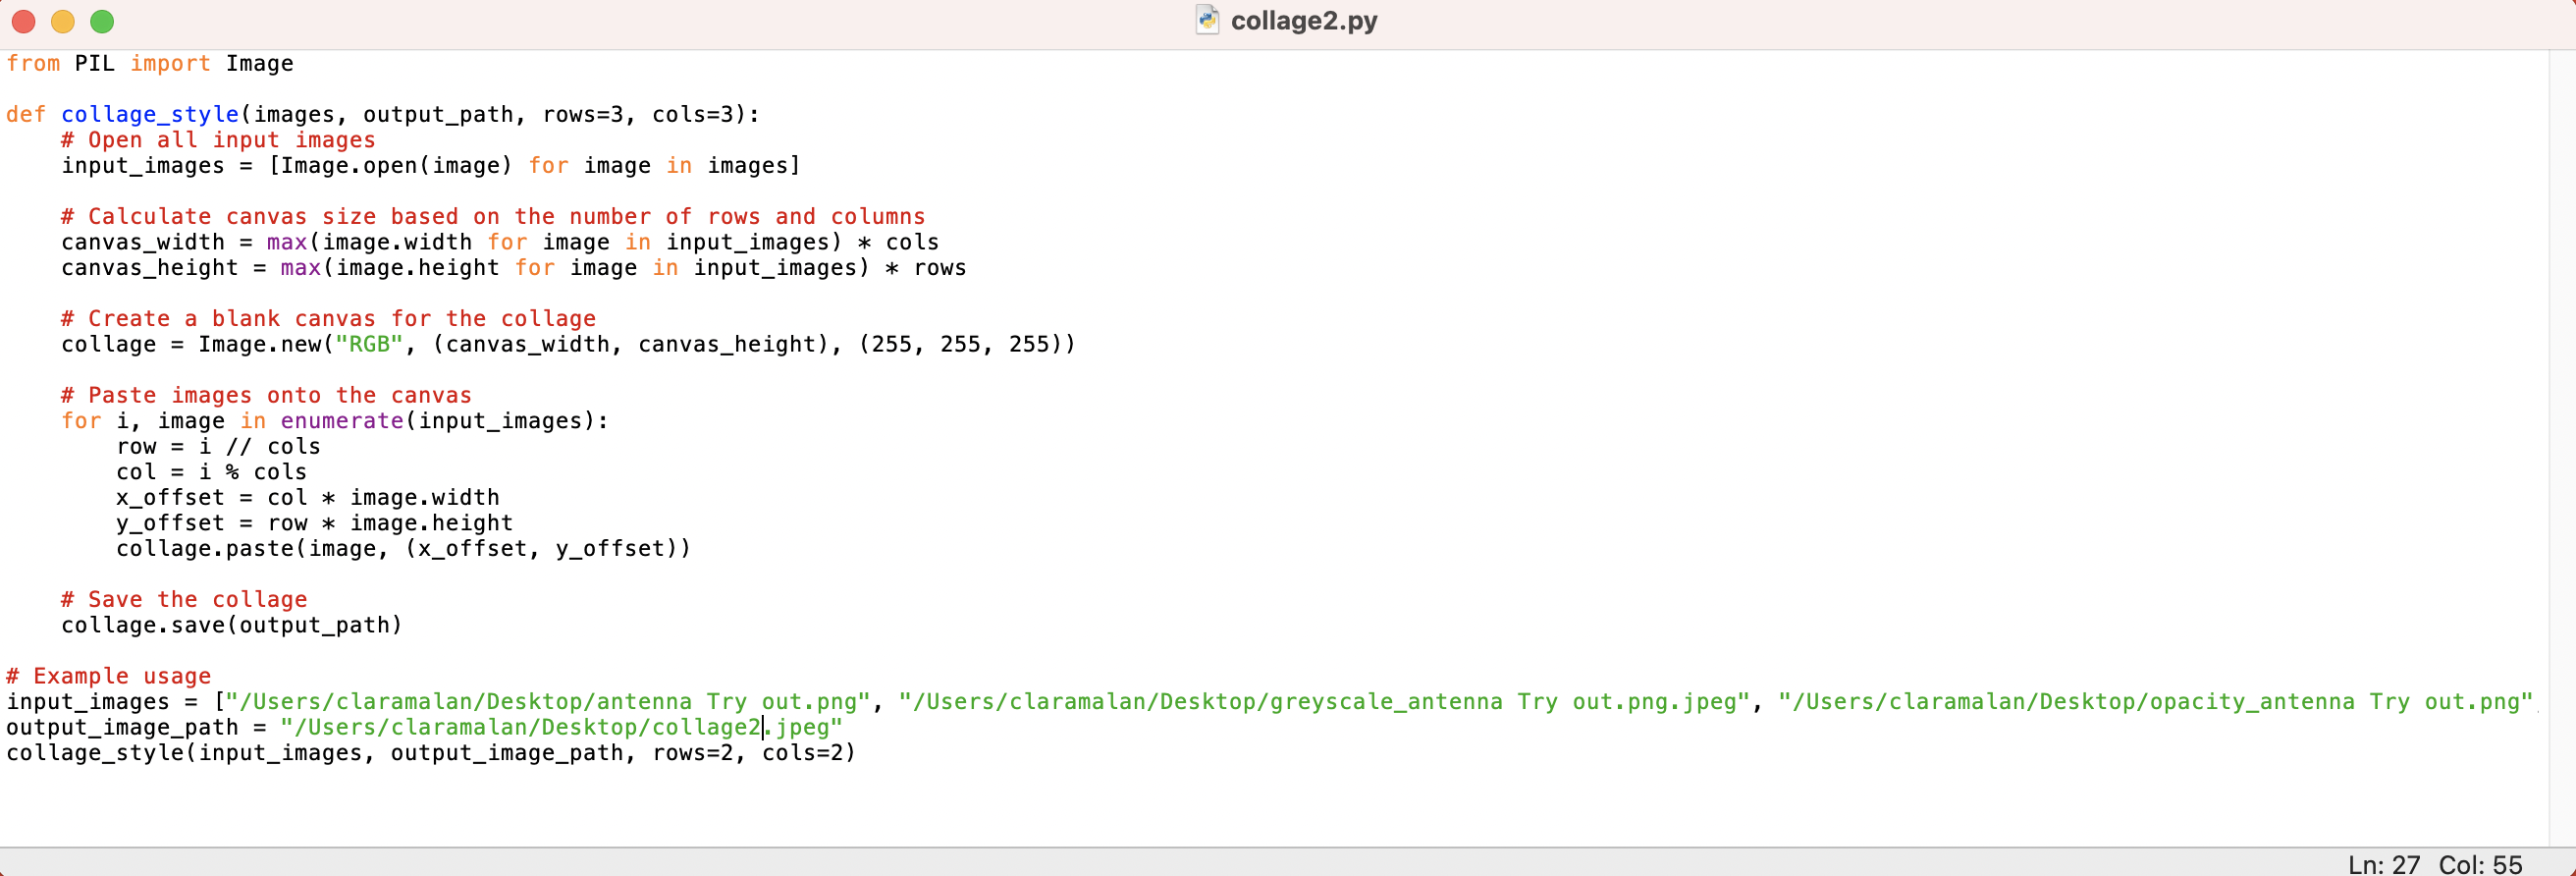 collage2.py
from PIL import Image
def collage_style(images, output_path, rows=3, cols=3):
    # Open all input images
    input_images = [Image.open(image) for image in images]
    # Calculate canvas size based on the number of rows and columns
    canvas_width = max(image.width for image in input_images) * cols
    canvas_height = max(image.height for image in input_images) * rows
    # Create a blank canvas for the collage
    collage = Image.new("RGB", (canvas_width, canvas_height), (255, 255, 255))
    # Paste images onto the canvas
    for i, image in enumerate(input_images):
        row = i // cols
        col = i % cols
        x_offset = col * image.width
        y_offset = row * image.height
        collage.paste(image, (x_offset, y_offset))
    # Save the collage
    collage.save(output_path)
# Example usage
input_images = ["/Users/claramalan/Desktop/antenna Try out.png", "/Users/claramalan/Desktop/greyscale_antenna Try out.png.jpeg", "/Users/claramalan/Desktop/opacity_antenna Try out.png"
output_image_path = "/Users/claramalan/Desktop/collage2.jpeg"
collage_style(input_images, output_image_path, rows=2, cols=2)
Ln: 27 Col: 55